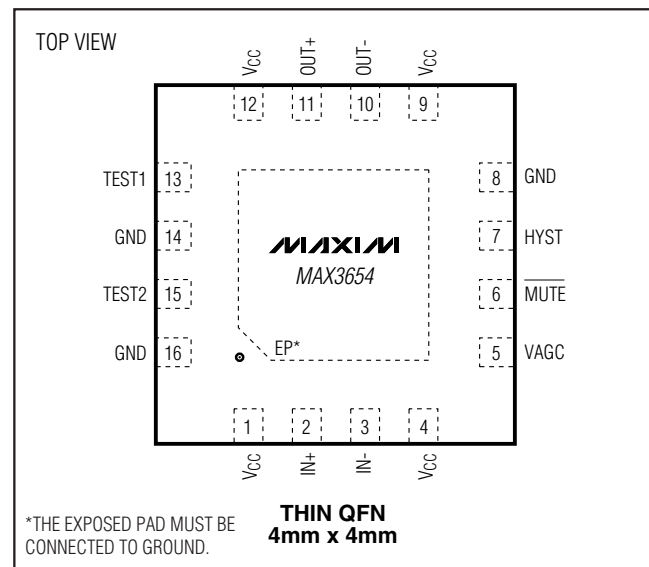 TOP VIEW
VCC
OUT+
OUT-
VCC
12
11
10
9
TEST1 13
8 GND
GND 14
MAXIM
7 HYST
MAX3654
TEST2 15
6 MUTE
GND 16
EP*
5 VAGC
1
2
3
4
VCC
IN+
IN-
VCC
*THE EXPOSED PAD MUST BE
CONNECTED TO GROUND.
THIN QFN
4mm x 4mm